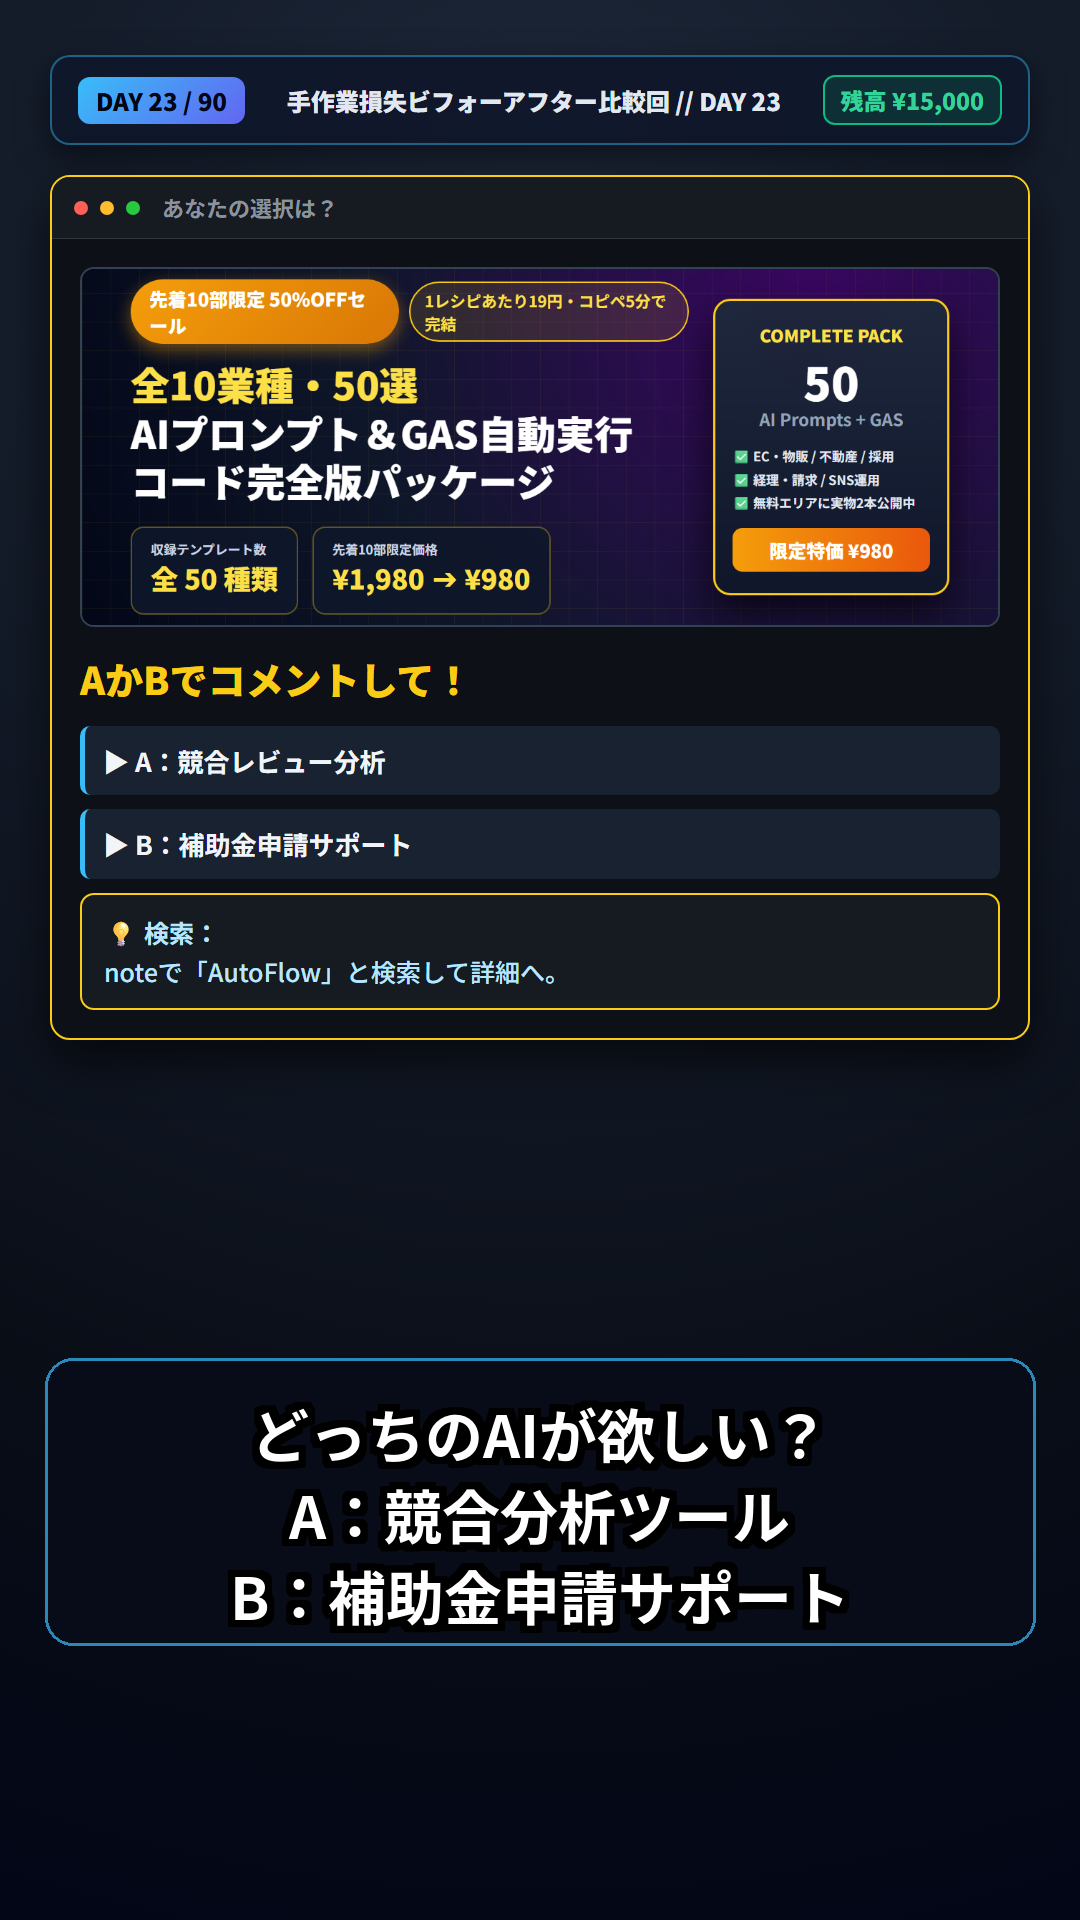 DAY 23 / 90
手作業損失ビフォーアフター比較回 // DAY 23
残高 ¥15,000
あなたの選択は？
先着10部限定 50%OFFセ
ール
1レシピあたり19円・コピペ5分で
完結
全10業種・50選
AIプロンプト＆GAS自動実行
コード完全版パッケージ
収録テンプレート数
全 50 種類
先着10部限定価格
¥1,980 → ¥980
COMPLETE PACK
50
AI Prompts + GAS
✅ EC・物販 / 不動産 / 採用
✅ 経理・請求 / SNS運用
✅ 無料エリアに実物2本公開中
限定特価 ¥980
AかBでコメントして！
▶ A：競合レビュー分析
▶ B：補助金申請サポート
💡 検索：
noteで「AutoFlow」と検索して詳細へ。
どっちのAIが欲しい？
A：競合分析ツール
B：補助金申請サポート